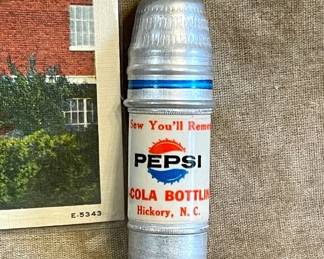 Sew You'll Remem
PEPSI
-COLA BOTTLIN
Hickory, N. C.
E-5343